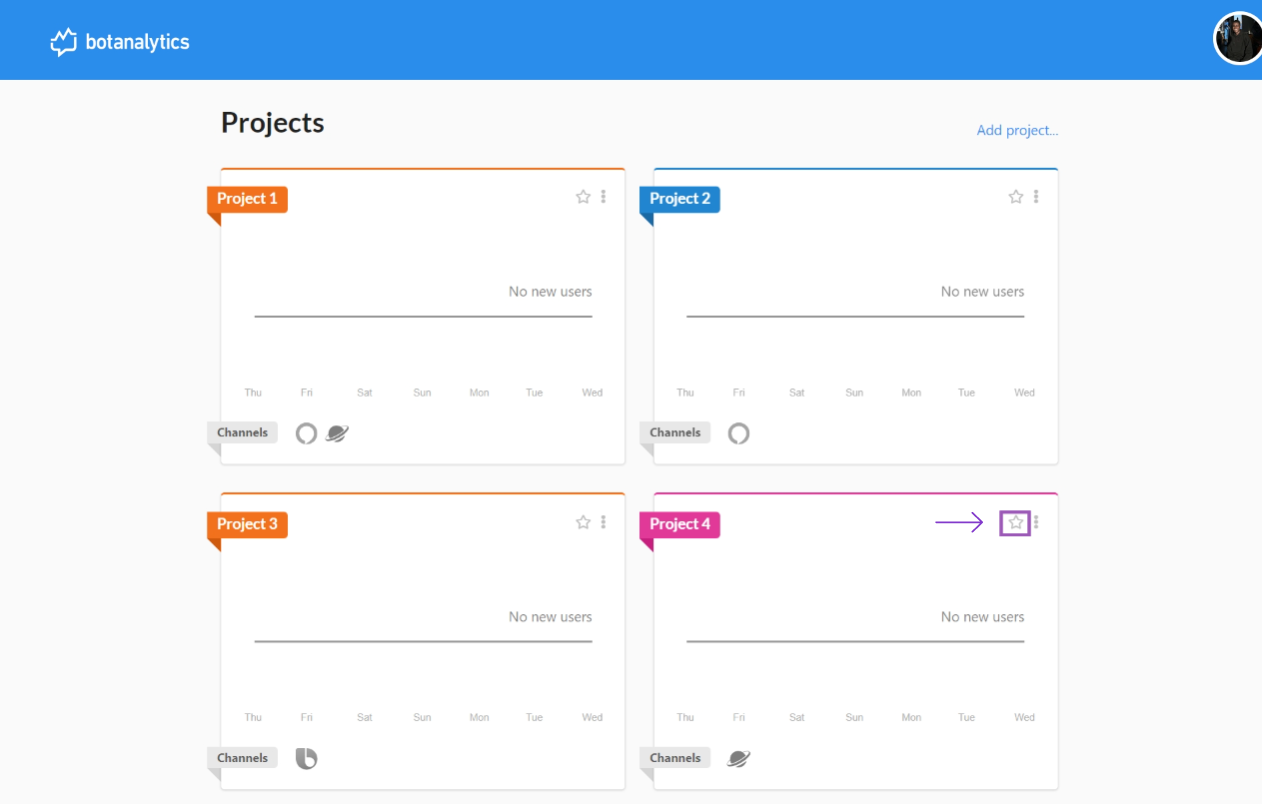 botanalytics
Projects
Add project...
Project 1
Project 2
No new users
No new users
Thu Fri Sat Sun Mon Tue Wed
Thu Fri Sat Sun Mon Tue Wed
Channels
Channels
Project 3
Project 4
No new users
No new users
Thu Fri Sat Sun Mon Tue Wed
Thu Fri Sat Sun Mon Tue Wed
Channels
Channels